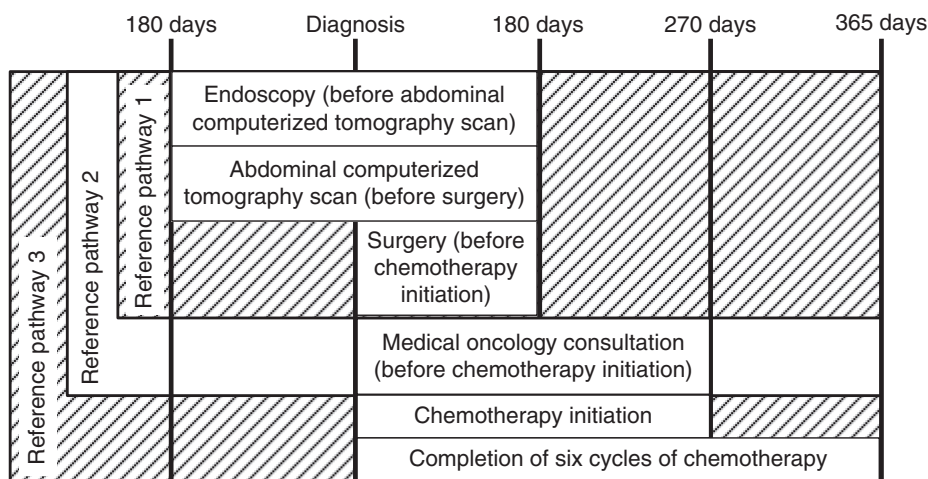 180 days
Diagnosis
180 days
270 days
365 days
Reference pathway 3
Reference pathway 2
Reference pathway 1
Endoscopy (before abdominal
computerized tomography scan)
Abdominal computerized
tomography scan (before surgery)
Surgery (before
chemotherapy
initiation)
Medical oncology consultation
(before chemotherapy initiation)
Chemotherapy initiation
Completion of six cycles of chemotherapy